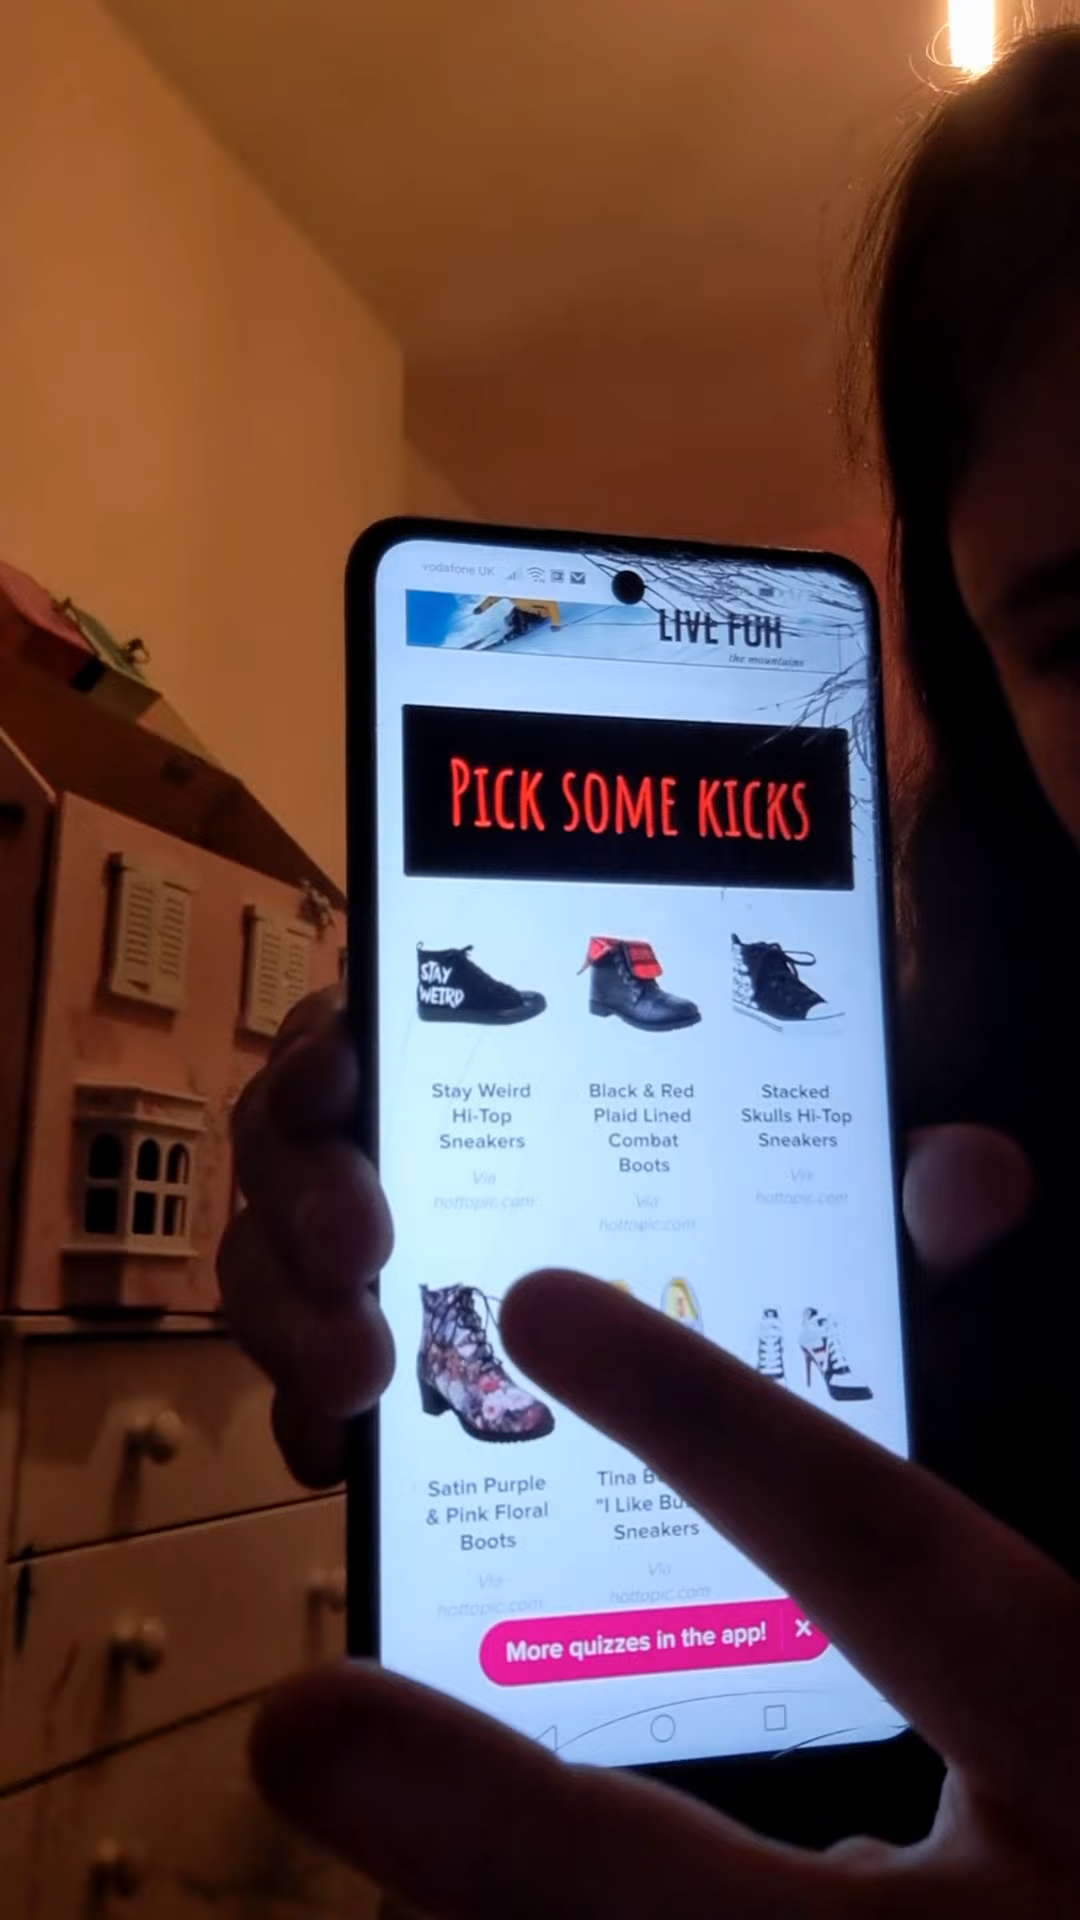 vodafone UK
LIVE FOR
the mountains
PICK SOME KICKS
STAY
WEIRD
Stay Weird
Hi-Top
Sneakers
Via
hottopic.com
Black & Red
Plaid Lined
Combat
Boots
Via
hottopic.com
Stacked
Skulls Hi-Top
Sneakers
Via
hottopic.com
Satin Purple
& Pink Floral
Boots
Via
hottopic.com
Tina
"I Like
Sneakers
Via
hottopic.com
More quizzes in the app! ×